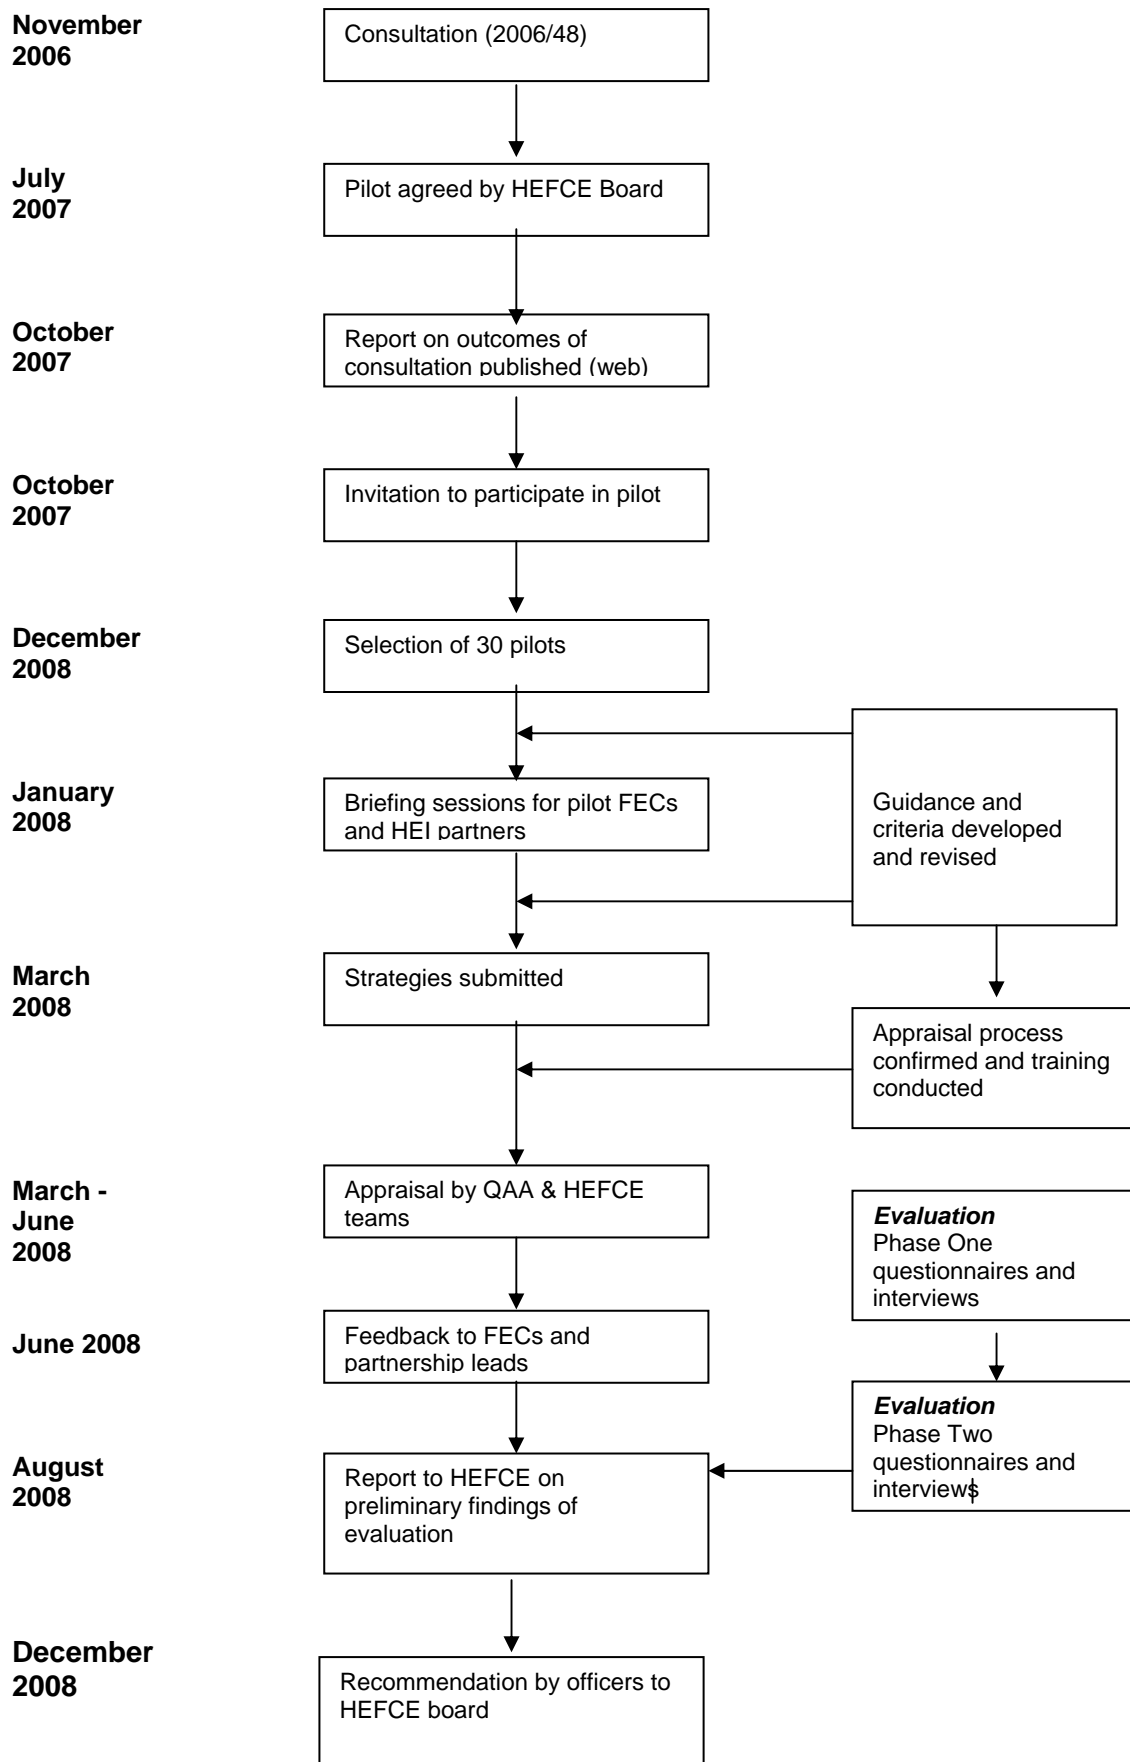 November
2006
Consultation (2006/48)
July
2007
Pilot agreed by HEFCE Board
October
2007
Report on outcomes of
consultation published (web)
October
2007
Invitation to participate in pilot
December
2008
Selection of 30 pilots
January
2008
Briefing sessions for pilot FECs
and HEI partners
Guidance and
criteria developed
and revised
March
2008
Strategies submitted
Appraisal process
confirmed and training
conducted
March -
June
2008
Appraisal by QAA & HEFCE
teams
Evaluation
Phase One
questionnaires and
interviews
June 2008
Feedback to FECs and
partnership leads
Evaluation
Phase Two
questionnaires and
interviews
August
2008
Report to HEFCE on
preliminary findings of
evaluation
December
2008
Recommendation by officers to
HEFCE board